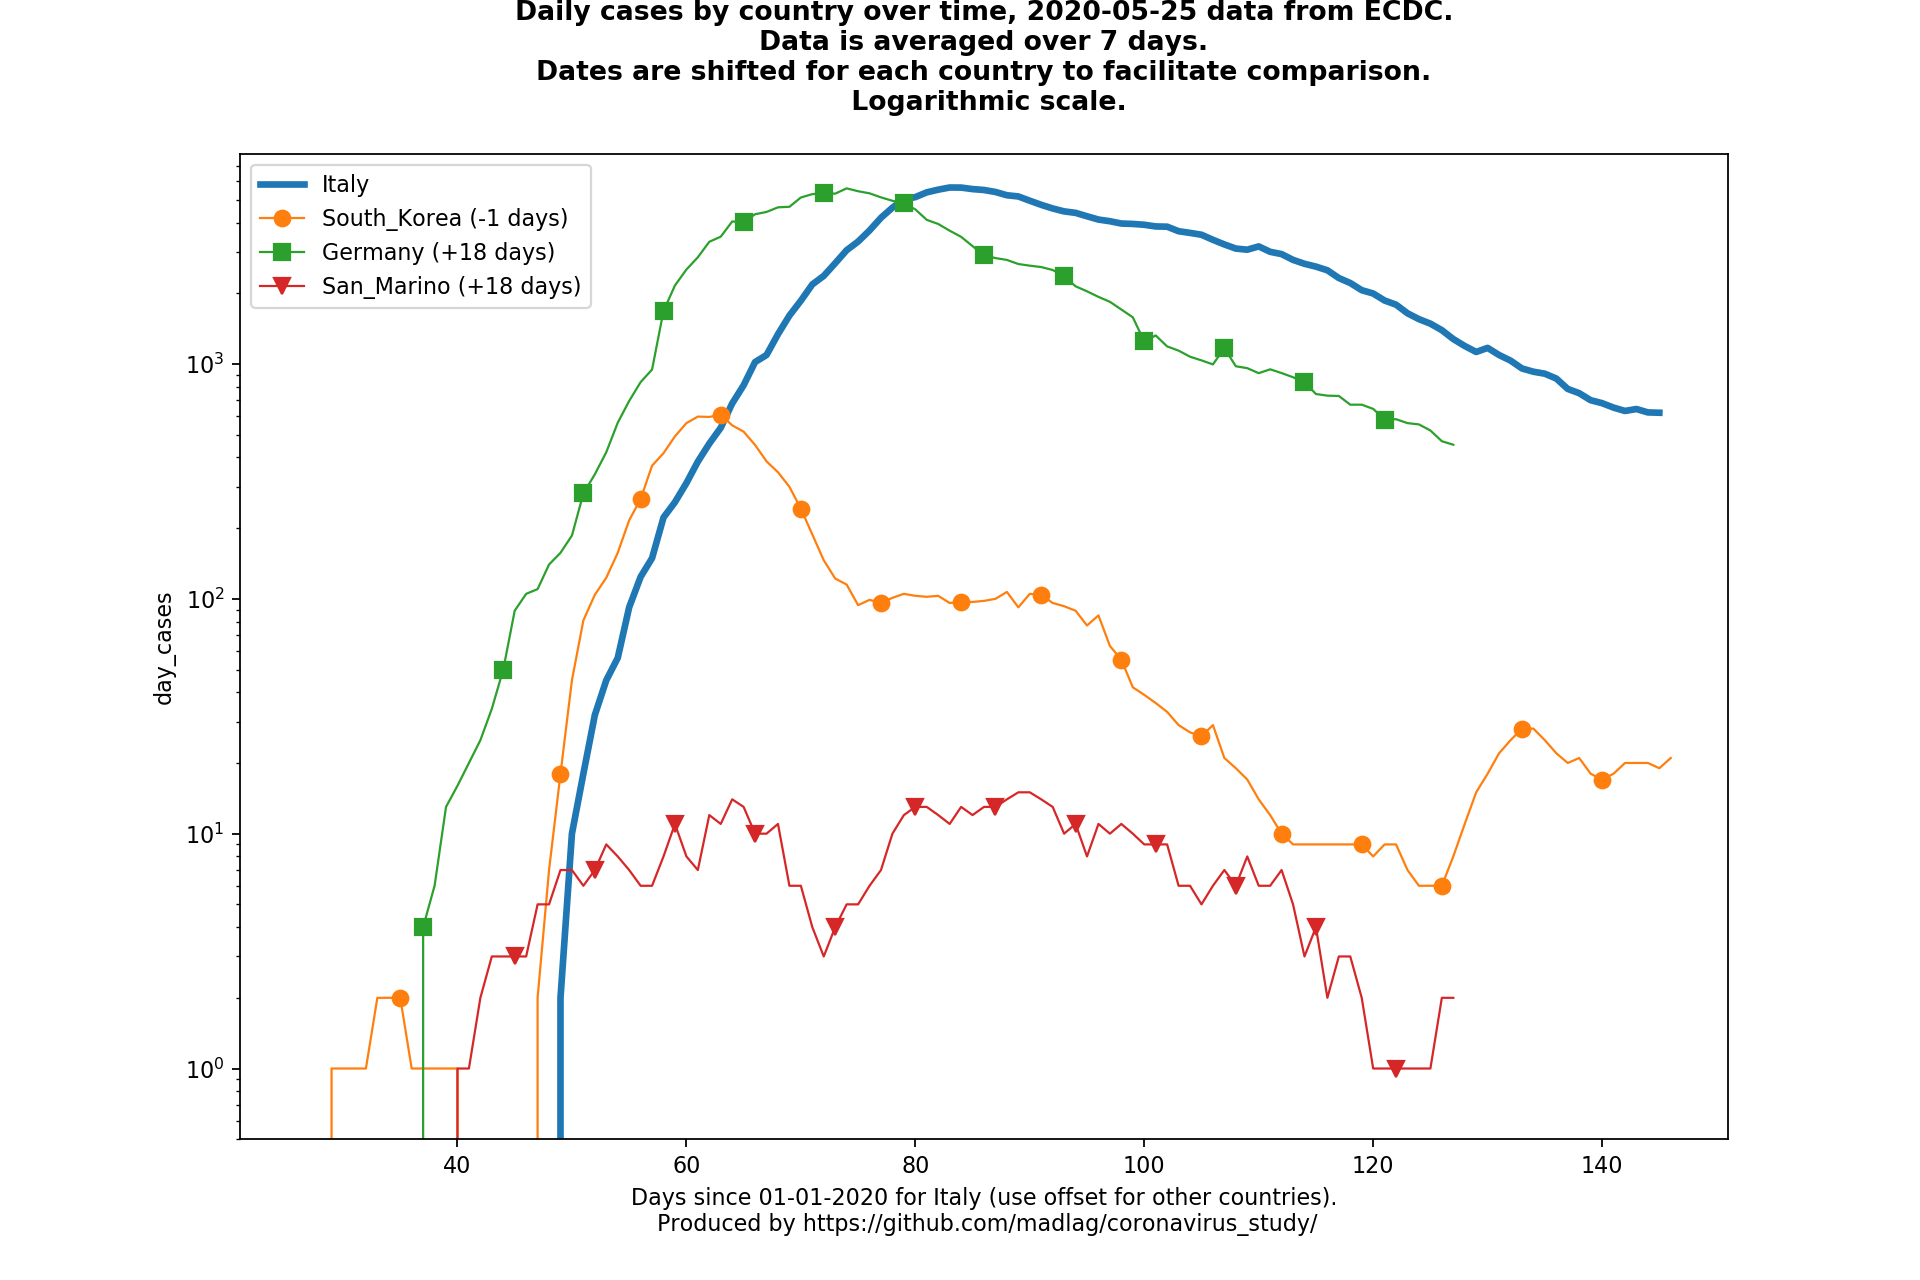 Daily cases by country over time, 2020-05-25 data from ECDC.
Data is averaged over 7 days.
Dates are shifted for each country to facilitate comparison.
Logarithmic scale.
Italy
South_Korea (-1 days)
Germany (+18 days)
San_Marino (+18 days)
10³
10²
10¹
10⁰
day_cases
40 60 80 100 120 140
Days since 01-01-2020 for Italy (use offset for other countries).
Produced by https://github.com/madlag/coronavirus_study/